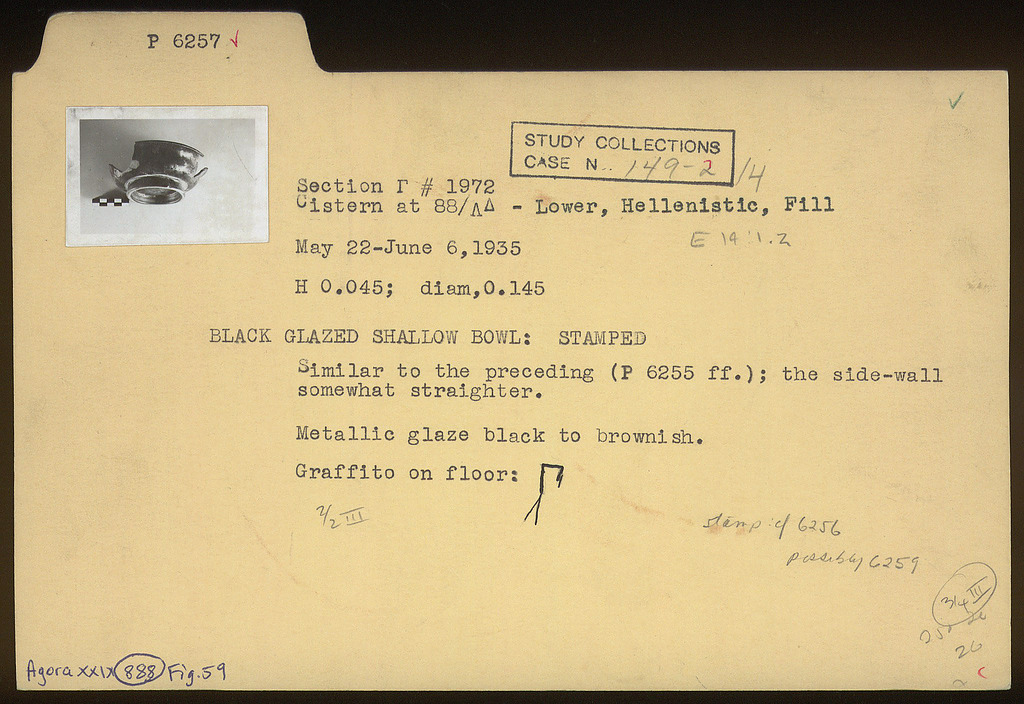 P 6257 ✓
STUDY COLLECTIONS
CASE N.. 149-2/4
Section Γ # 1972
Cistern at 88/ΛΔ - Lower, Hellenistic, Fill
E 14:1.2
May 22-June 6,1935
H 0.045;  diam,0.145
BLACK GLAZED SHALLOW BOWL:  STAMPED
Similar to the preceding (P 6255 ff.); the side-wall
somewhat straighter.
Metallic glaze black to brownish.
Graffito on floor:
2/2 III
stamp cf 6256
possibly 6259
3/4 III
26
Agora XXIX 888 Fig.59